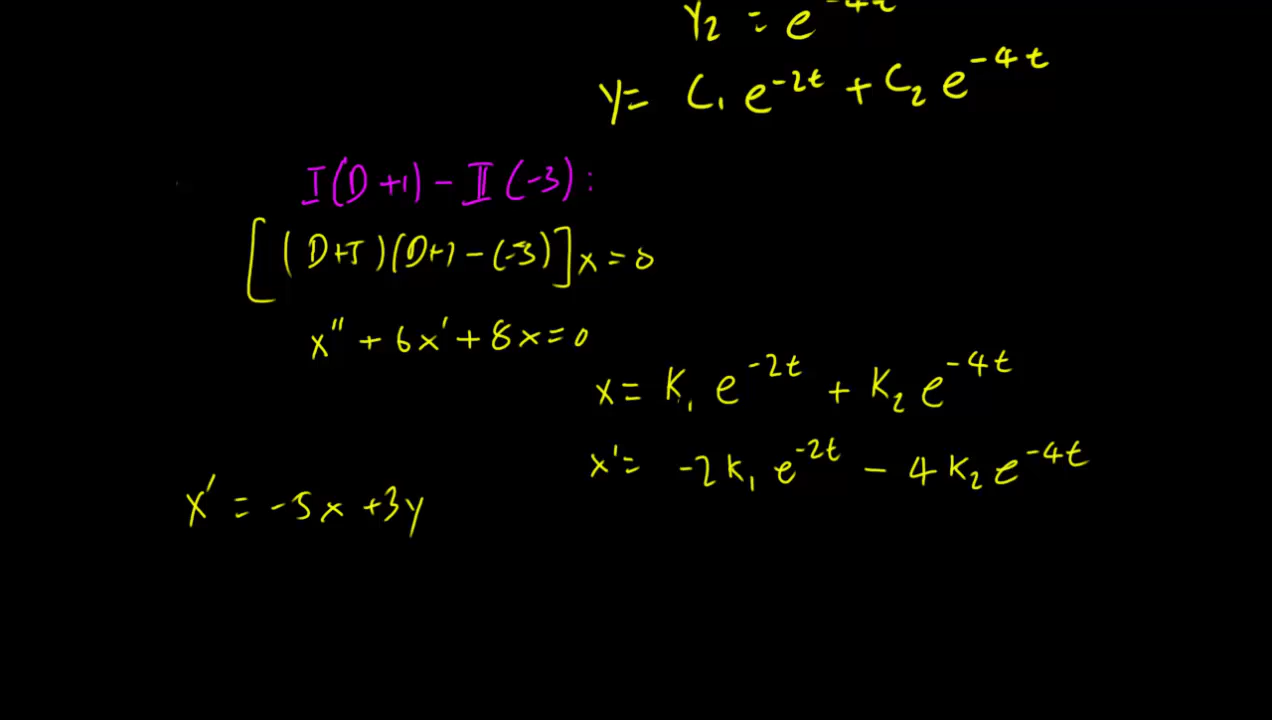 Y₂ = e^{-4t}
y = C₁ e^{-2t} + C₂ e^{-4t}
I(D+1) - II(-3):
[(D+5)(D+1 - (-3)]x = 0
x'' + 6x' + 8x = 0
x = K₁ e^{-2t} + K₂ e^{-4t}
x' = -2K₁ e^{-2t} - 4K₂ e^{-4t}
x' = -5x + 3y